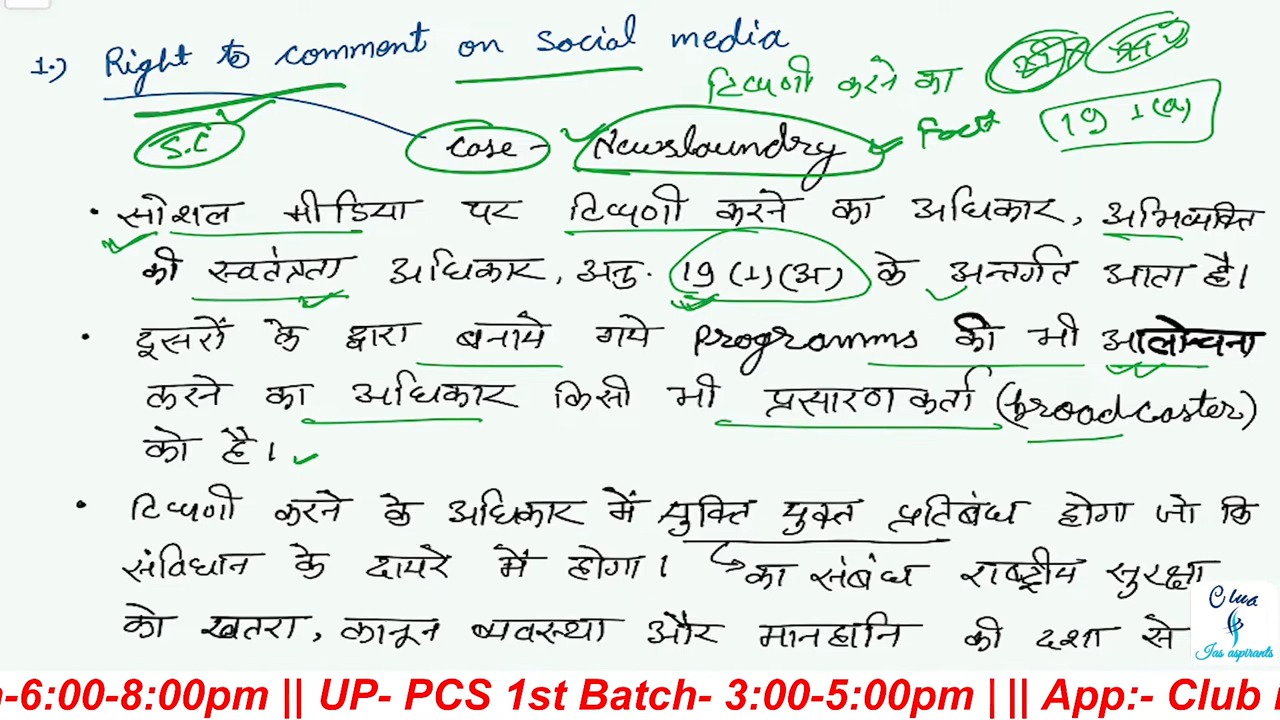 1.) Right to comment on social media
टिप्पणी करने का
19 1(a)
S.C
Case - Newslaundry
Fact
• सोशल मीडिया पर टिप्पणी करने का अधिकार, अभिव्यक्ति
की स्वतंत्रता अधिकार, अनु. 19 (1) (अ) के अन्तर्गत आता है।
• दूसरों के द्वारा बनाये गये Programms की भी आलोचना
करने का अधिकार किसी भी प्रसारणकर्ता (broadcaster)
को है।
• टिप्पणी करने के अधिकार में युक्ति युक्त प्रतिबंध होगा जो कि
संविधान के दायरे में होगा। का संबंध राष्ट्रीय सुरक्षा
को खतरा, कानून व्यवस्था और मानहानि की दशा से
Club
Ias aspirants
-6:00-8:00pm || UP- PCS 1st Batch- 3:00-5:00pm | || App:- Club